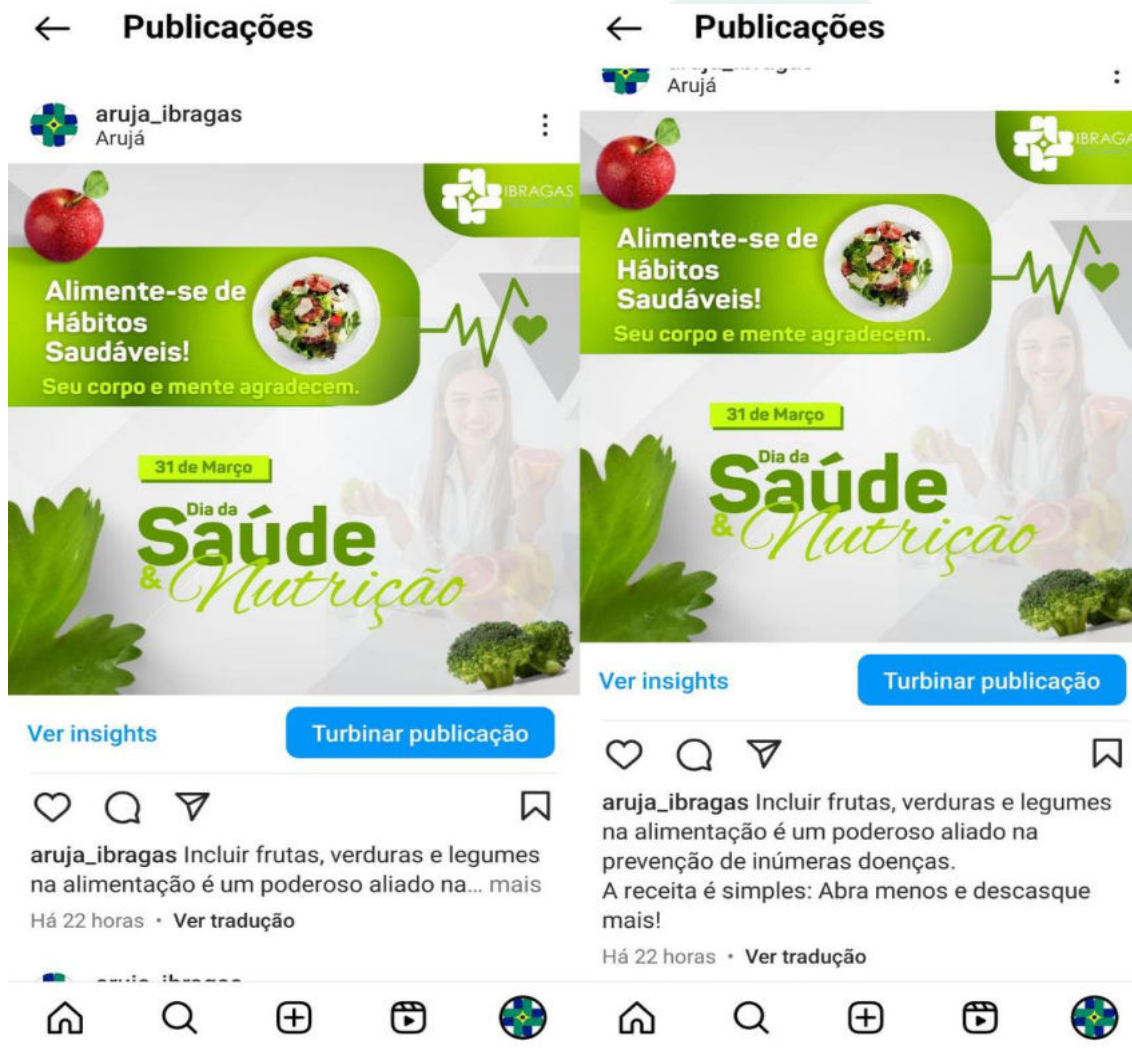 Publicações
aruja_ibragas
Arujá
IBRAGAS
Alimente-se de
Hábitos
Saudáveis!
Seu corpo e mente agradecem.
31 de Março
Dia da
Saúde
& Nutrição
Ver insights
Turbinar publicação
aruja_ibragas Incluir frutas, verduras e legumes
na alimentação é um poderoso aliado na... mais
Há 22 horas • Ver tradução
aruja_ibragas
Publicações
aruja_ibragas
Arujá
IBRAGA
Alimente-se de
Hábitos
Saudáveis!
Seu corpo e mente agradecem.
31 de Março
Dia da
Saúde
& Nutrição
Ver insights
Turbinar publicação
aruja_ibragas Incluir frutas, verduras e legumes
na alimentação é um poderoso aliado na
prevenção de inúmeras doenças.
A receita é simples: Abra menos e descasque
mais!
Há 22 horas • Ver tradução